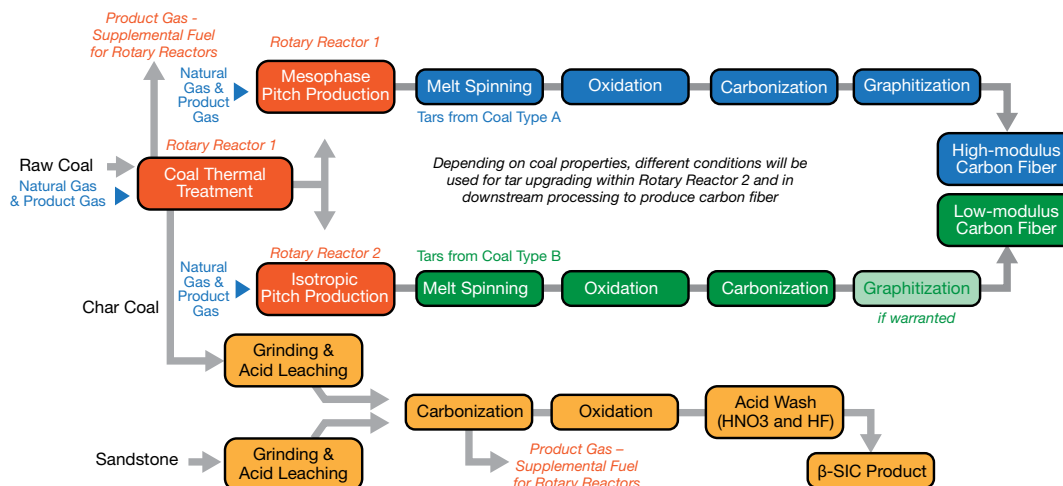 Product Gas -
Supplemental Fuel
for Rotary Reactors
Rotary Reactor 1
Natural
Gas &
Product
Gas
Mesophase
Pitch Production
Melt Spinning
Oxidation
Carbonization
Graphitization
Tars from Coal Type A
Rotary Reactor 1
Raw Coal
Natural Gas
& Product Gas
Coal Thermal
Treatment
Depending on coal properties, different conditions will be
used for tar upgrading within Rotary Reactor 2 and in
downstream processing to produce carbon fiber
High-modulus
Carbon Fiber
Low-modulus
Carbon Fiber
Rotary Reactor 2
Tars from Coal Type B
Natural
Gas &
Product
Gas
Isotropic
Pitch Production
Melt Spinning
Oxidation
Carbonization
Graphitization
if warranted
Char Coal
Grinding &
Acid Leaching
Carbonization
Oxidation
Acid Wash
(HNO3 and HF)
Sandstone
Grinding &
Acid Leaching
Product Gas –
Supplemental Fuel
for Rotary Reactors
β-SIC Product